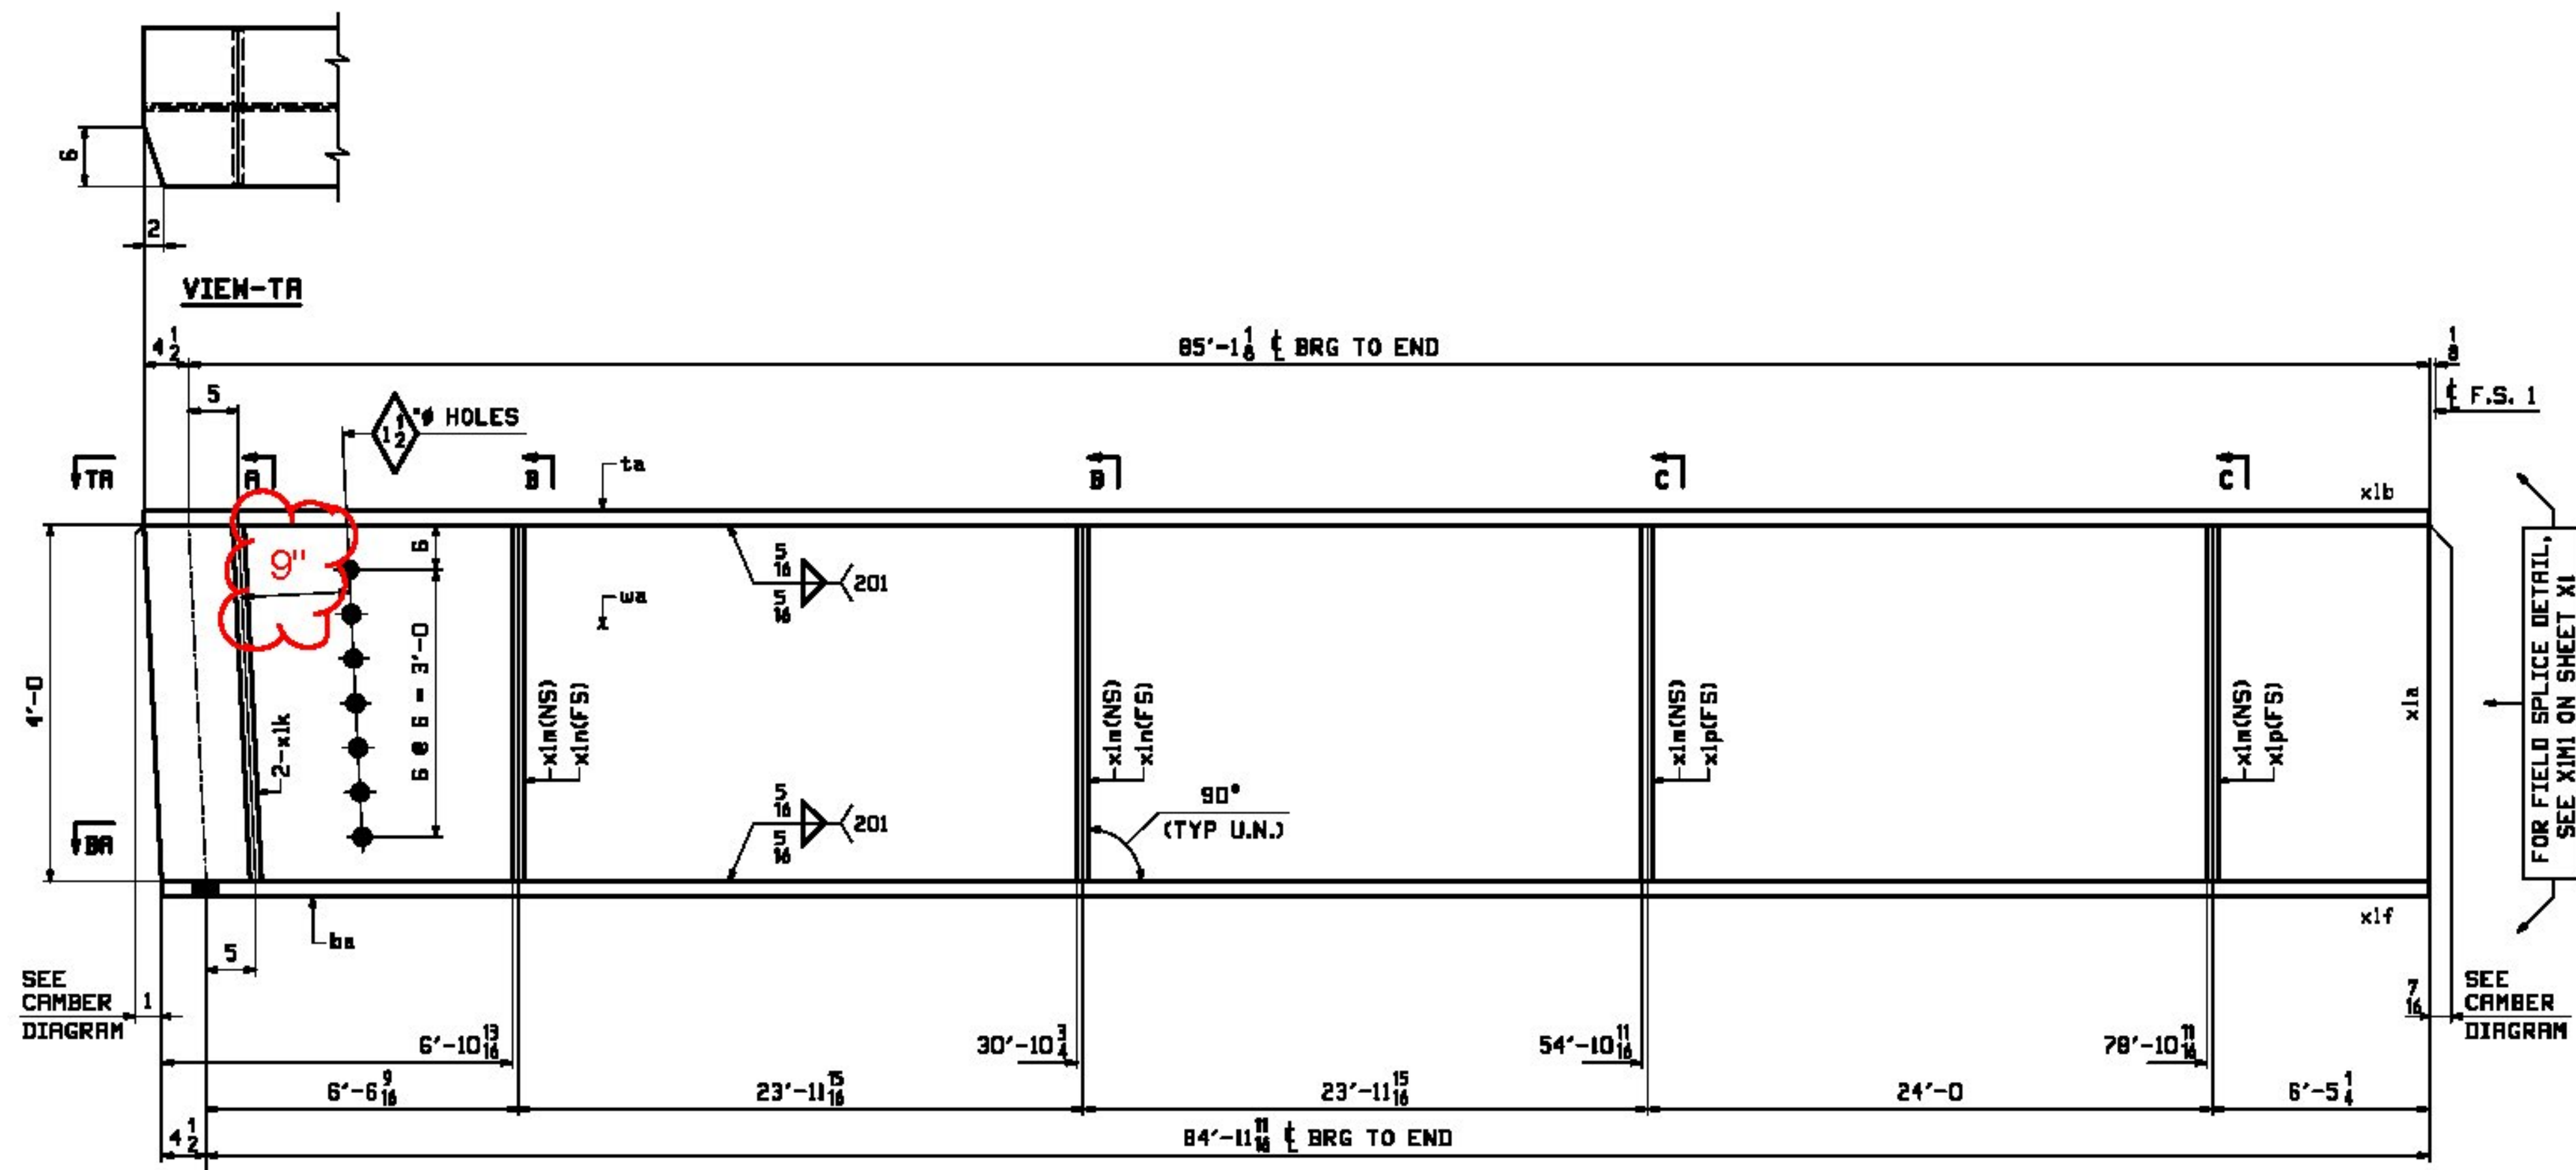 6
2
VIEW-TA
4 1/2
85'-1 1/8 ℄ BRG TO END
1/8
5
1 1/2 "ø HOLES
℄ F.S. 1
TA
A
B
ta
B
C
C
x1b
9"
6
5/16
5/16
201
wa
x
4'-0
6 @ 6 = 3'-0
2-x1k
x1m(NS)
x1n(FS)
x1m(NS)
x1n(FS)
x1m(NS)
x1p(FS)
x1m(NS)
x1p(FS)
x1a
FOR FIELD SPLICE DETAIL,
SEE X1M1 ON SHEET X1
5/16
5/16
201
90°
(TYP U.N.)
BA
ba
x1f
5
SEE
CAMBER
DIAGRAM
1
7/16
SEE
CAMBER
DIAGRAM
6'-10 13/16
30'-10 3/4
54'-10 11/16
78'-10 11/16
6'-6 9/16
23'-11 15/16
23'-11 15/16
24'-0
6'-5 1/4
4 1/2
84'-11 11/16 ℄ BRG TO END